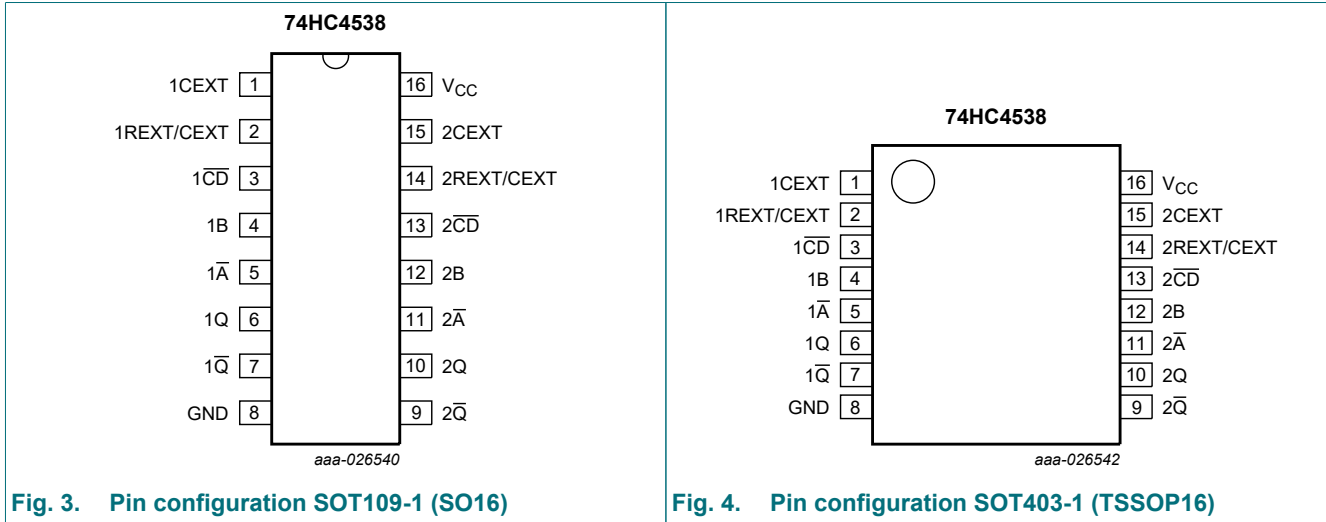 74HC4538
1CEXT 1 16 VCC
1REXT/CEXT 2 15 2CEXT
1C̅D̅ 3 14 2REXT/CEXT
1B 4 13 2C̅D̅
1A̅ 5 12 2B
1Q 6 11 2A̅
1Q̅ 7 10 2Q
GND 8 9 2Q̅
aaa-026540
Fig. 3. Pin configuration SOT109-1 (SO16)
74HC4538
1CEXT 1 16 VCC
1REXT/CEXT 2 15 2CEXT
1C̅D̅ 3 14 2REXT/CEXT
1B 4 13 2C̅D̅
1A̅ 5 12 2B
1Q 6 11 2A̅
1Q̅ 7 10 2Q
GND 8 9 2Q̅
aaa-026542
Fig. 4. Pin configuration SOT403-1 (TSSOP16)